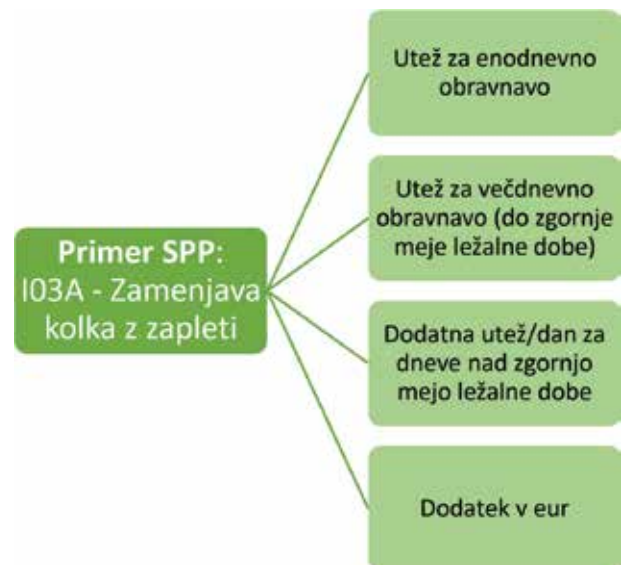 Primer SPP:
I03A - Zamenjava
kolka z zapleti
Utež za enodnevno
obravnavo
Utež za večdnevno
obravnavo (do zgornje
meje ležalne dobe)
Dodatna utež/dan za
dneve nad zgornjo
mejo ležalne dobe
Dodatek v eur